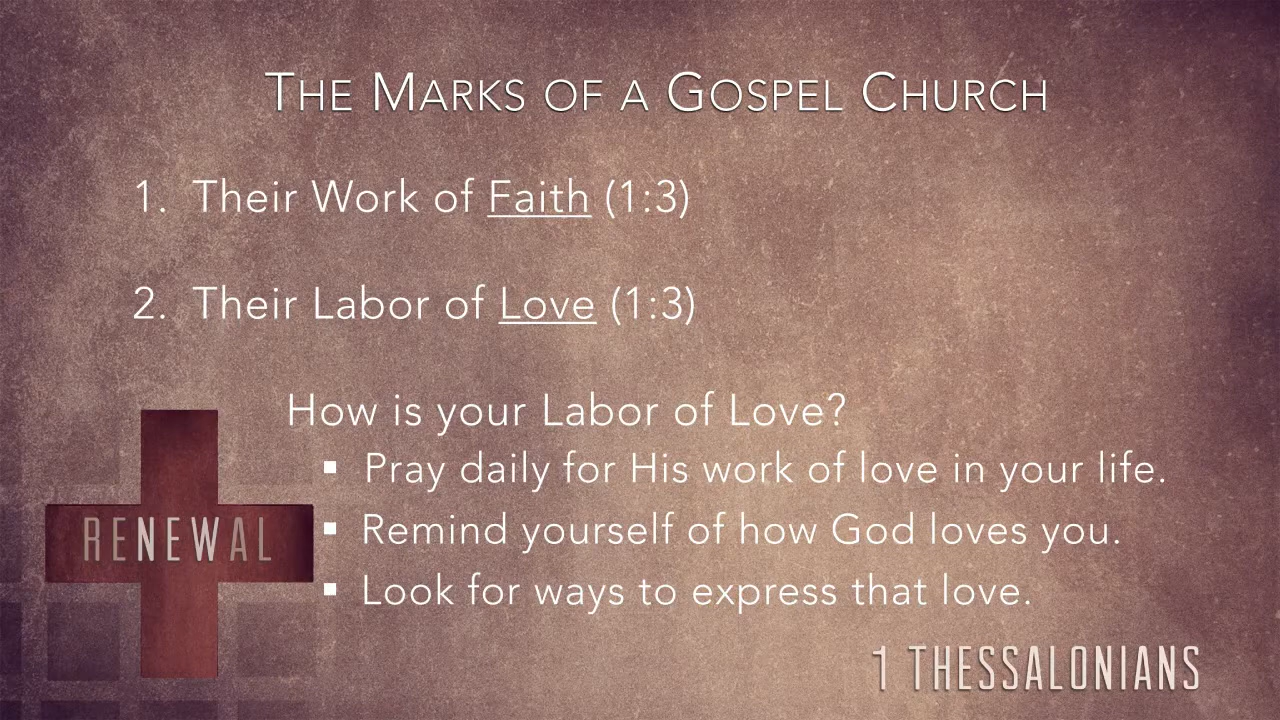 The Marks of a Gospel Church
1. Their Work of Faith (1:3)
2. Their Labor of Love (1:3)
How is your Labor of Love?
▪ Pray daily for His work of love in your life.
▪ Remind yourself of how God loves you.
▪ Look for ways to express that love.
RENEWAL
1 THESSALONIANS